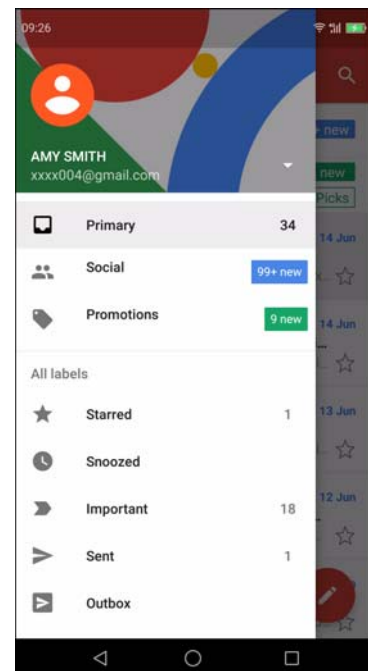 09:26
AMY SMITH
xxxx004@gmail.com
+ new
new
Picks
Primary 34
14 Jun
Social 99+ new
Promotions 9 new
14 Jun
All labels
13 Jun
Starred 1
Snoozed
12 Jun
Important 18
Sent 1
Outbox